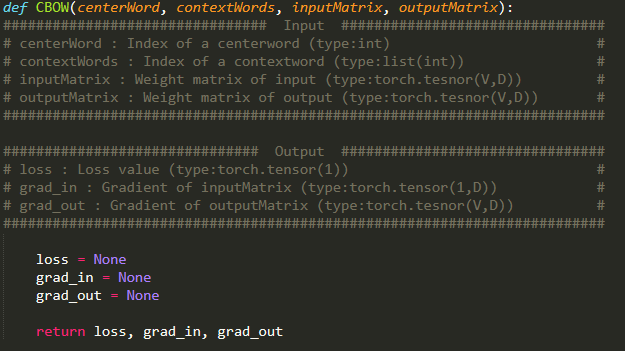 def CBOW(centerWord, contextWords, inputMatrix, outputMatrix):
################################  Input  ################################
# centerWord : Index of a centerword (type:int)                         #
# contextWords : Index of a contextword (type:list(int))                #
# inputMatrix : Weight matrix of input (type:torch.tesnor(V,D))         #
# outputMatrix : Weight matrix of output (type:torch.tesnor(V,D))       #
#########################################################################
###############################  Output  ################################
# loss : Loss value (type:torch.tensor(1))                              #
# grad_in : Gradient of inputMatrix (type:torch.tensor(1,D))            #
# grad_out : Gradient of outputMatrix (type:torch.tesnor(V,D))          #
#########################################################################
loss = None
grad_in = None
grad_out = None
return loss, grad_in, grad_out